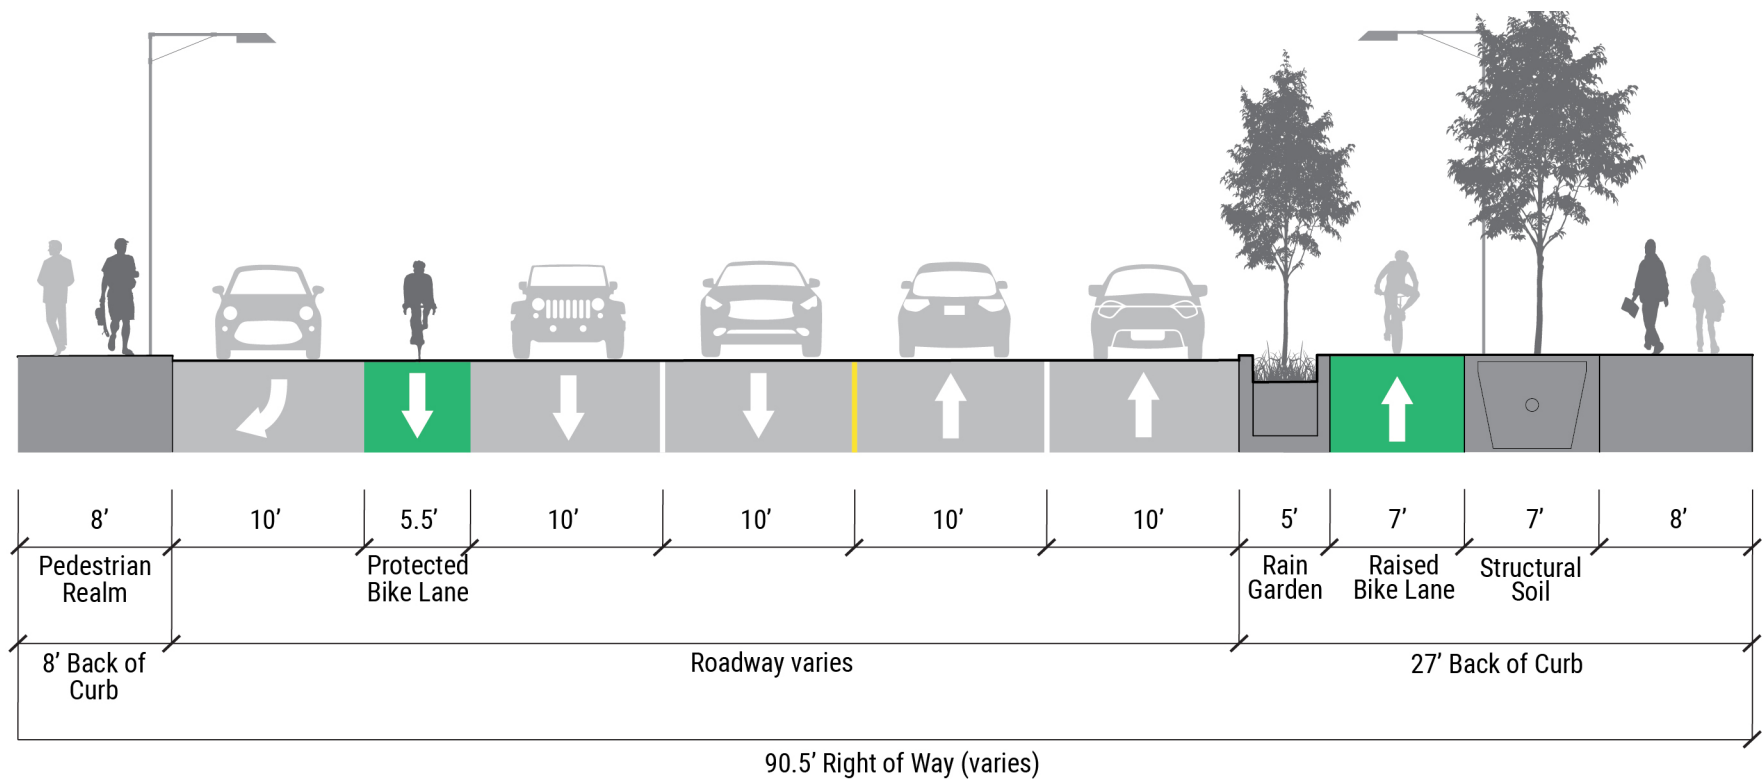 8’ 10’ 5.5’ 10’ 10’ 10’ 10’ 5’ 7’ 7’ 8’
Pedestrian
Realm
Protected
Bike Lane
Rain
Garden
Raised
Bike Lane
Structural
Soil
8’ Back of
Curb
Roadway varies
27’ Back of Curb
90.5’ Right of Way (varies)